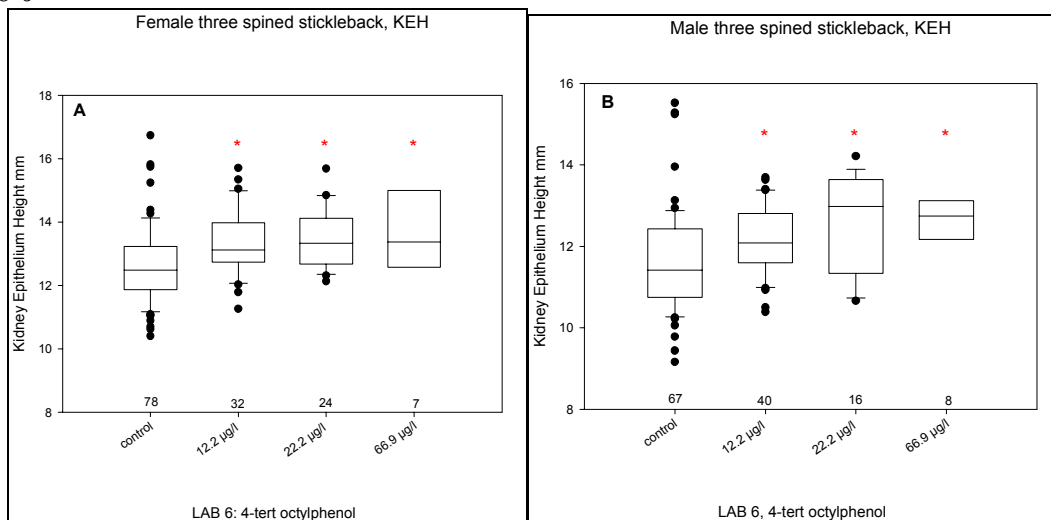 Female three spined stickleback, KEH
A
Kidney Epithelium Height mm
18
16
14
12
10
8
* * *
78 32 24 7
control 12.2 µg/l 22.2 µg/l 66.9 µg/l
LAB 6: 4-tert octylphenol
Male three spined stickleback, KEH
B
Kidney Epithelium Height mm
16
14
12
10
8
* * *
67 40 16 8
control 12.2 µg/l 22.2 µg/l 66.9 µg/l
LAB 6, 4-tert octylphenol